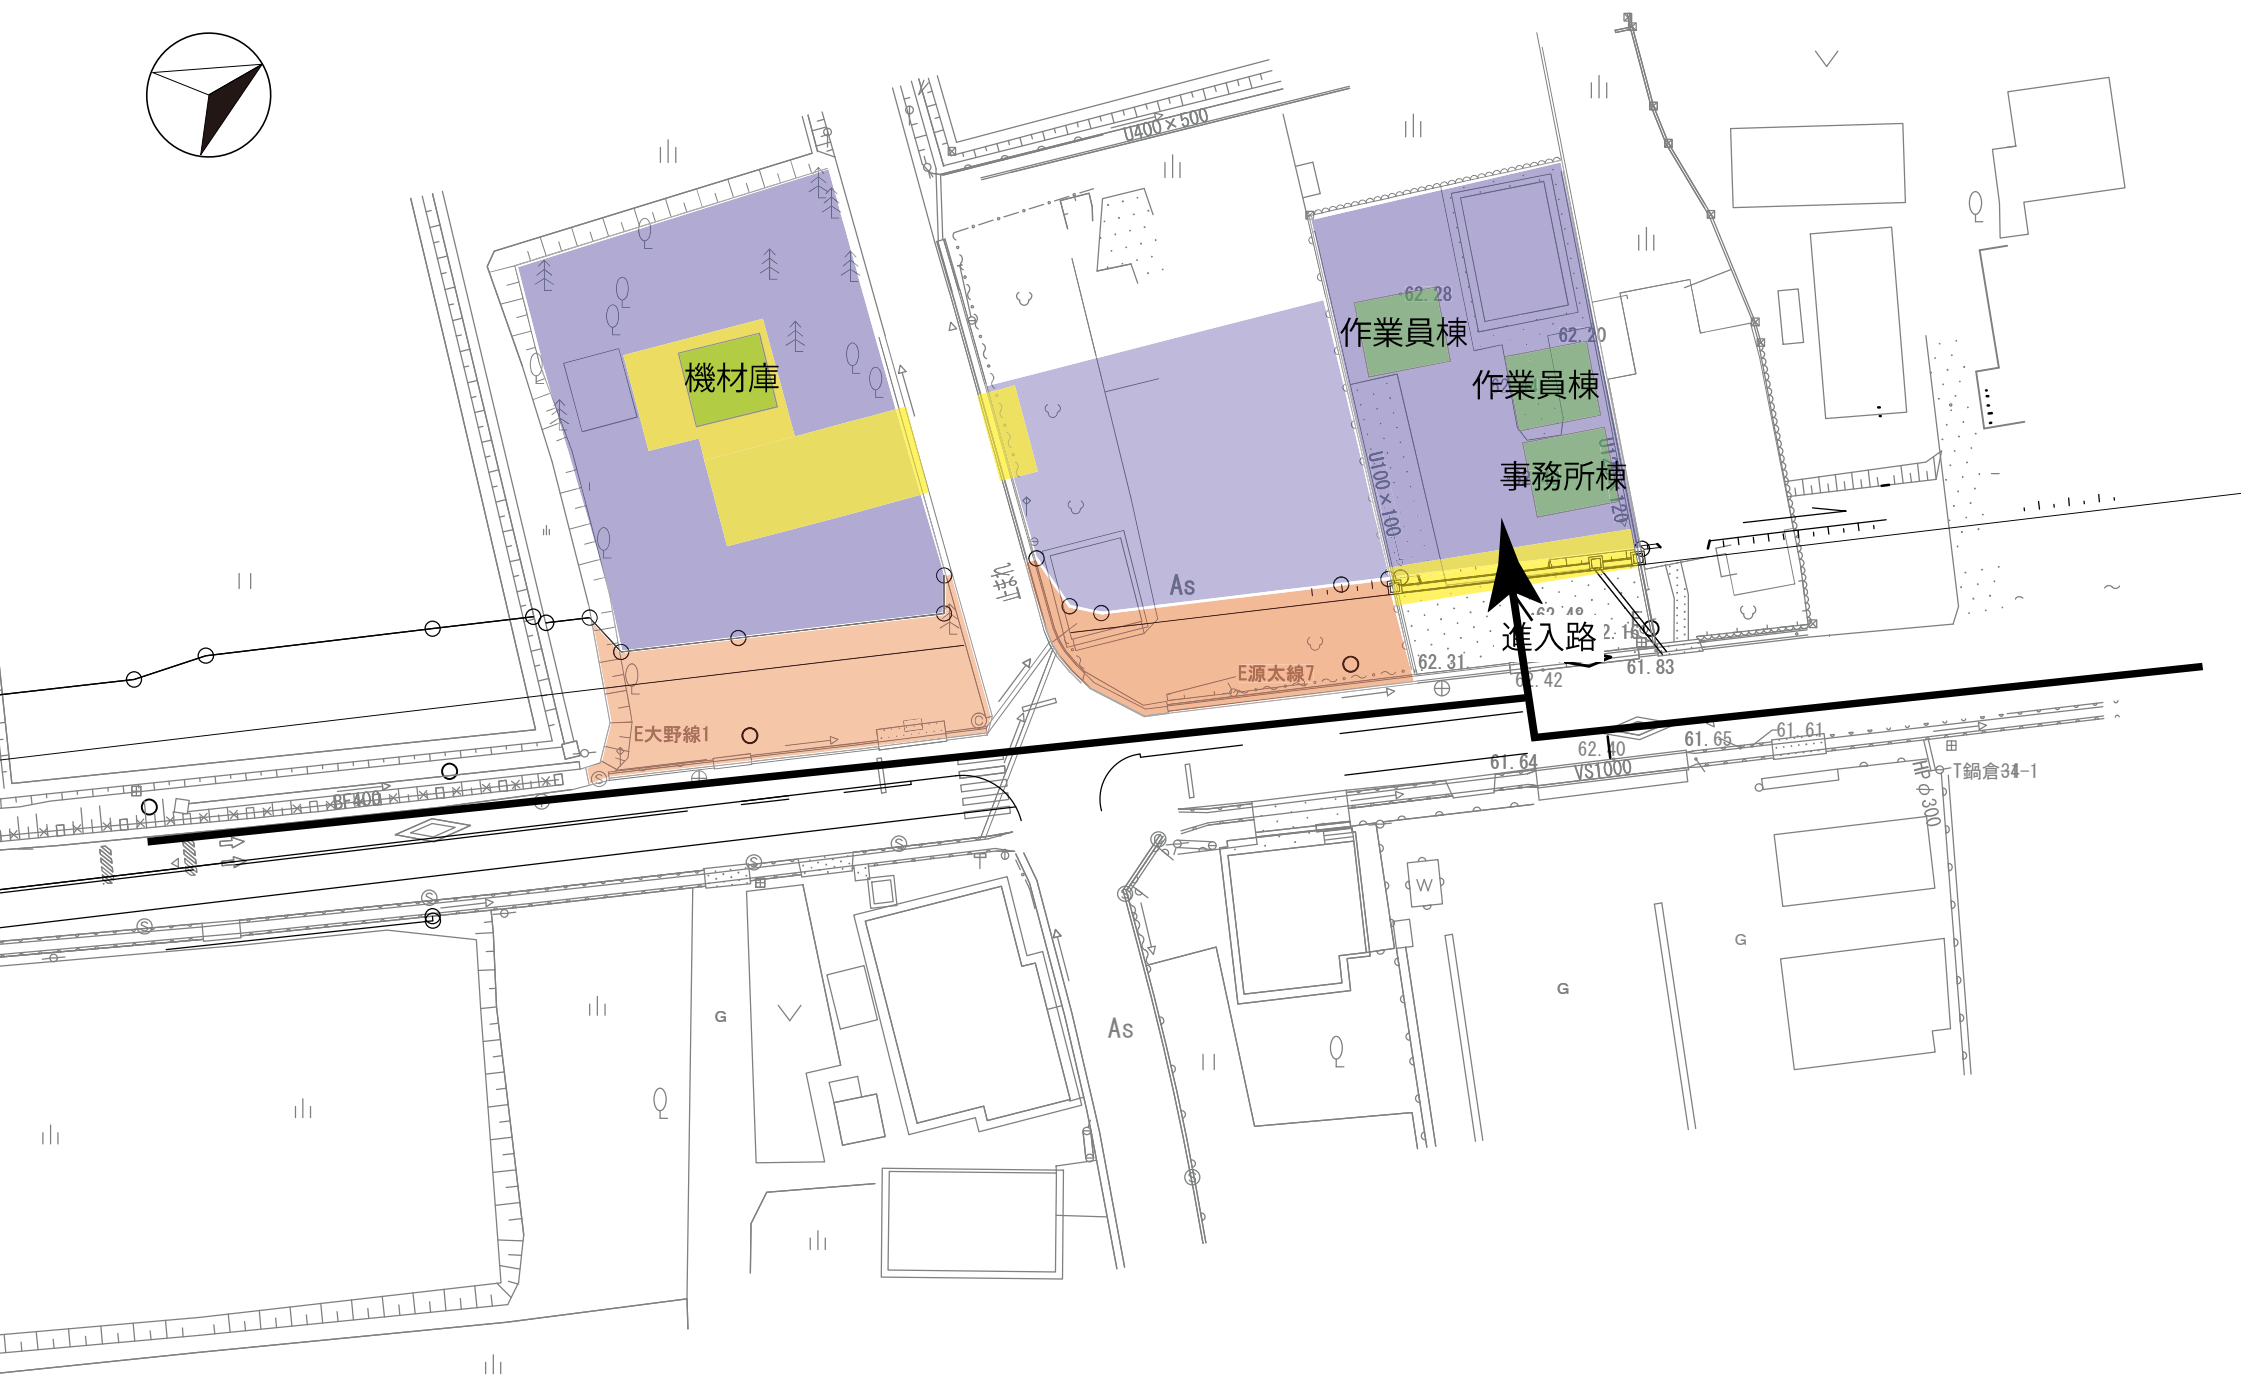 U400×500
62.28
作業員棟
62.20
機材庫
作業員棟
事務所棟
U100×100
As
62.48
進入路
62.31
E源太線7
62.42
61.83
E大野線1
61.61
61.65
62.40
61.64
VS1000
T鍋倉34-1
HPφ300
BF400
W
G
G
G
As